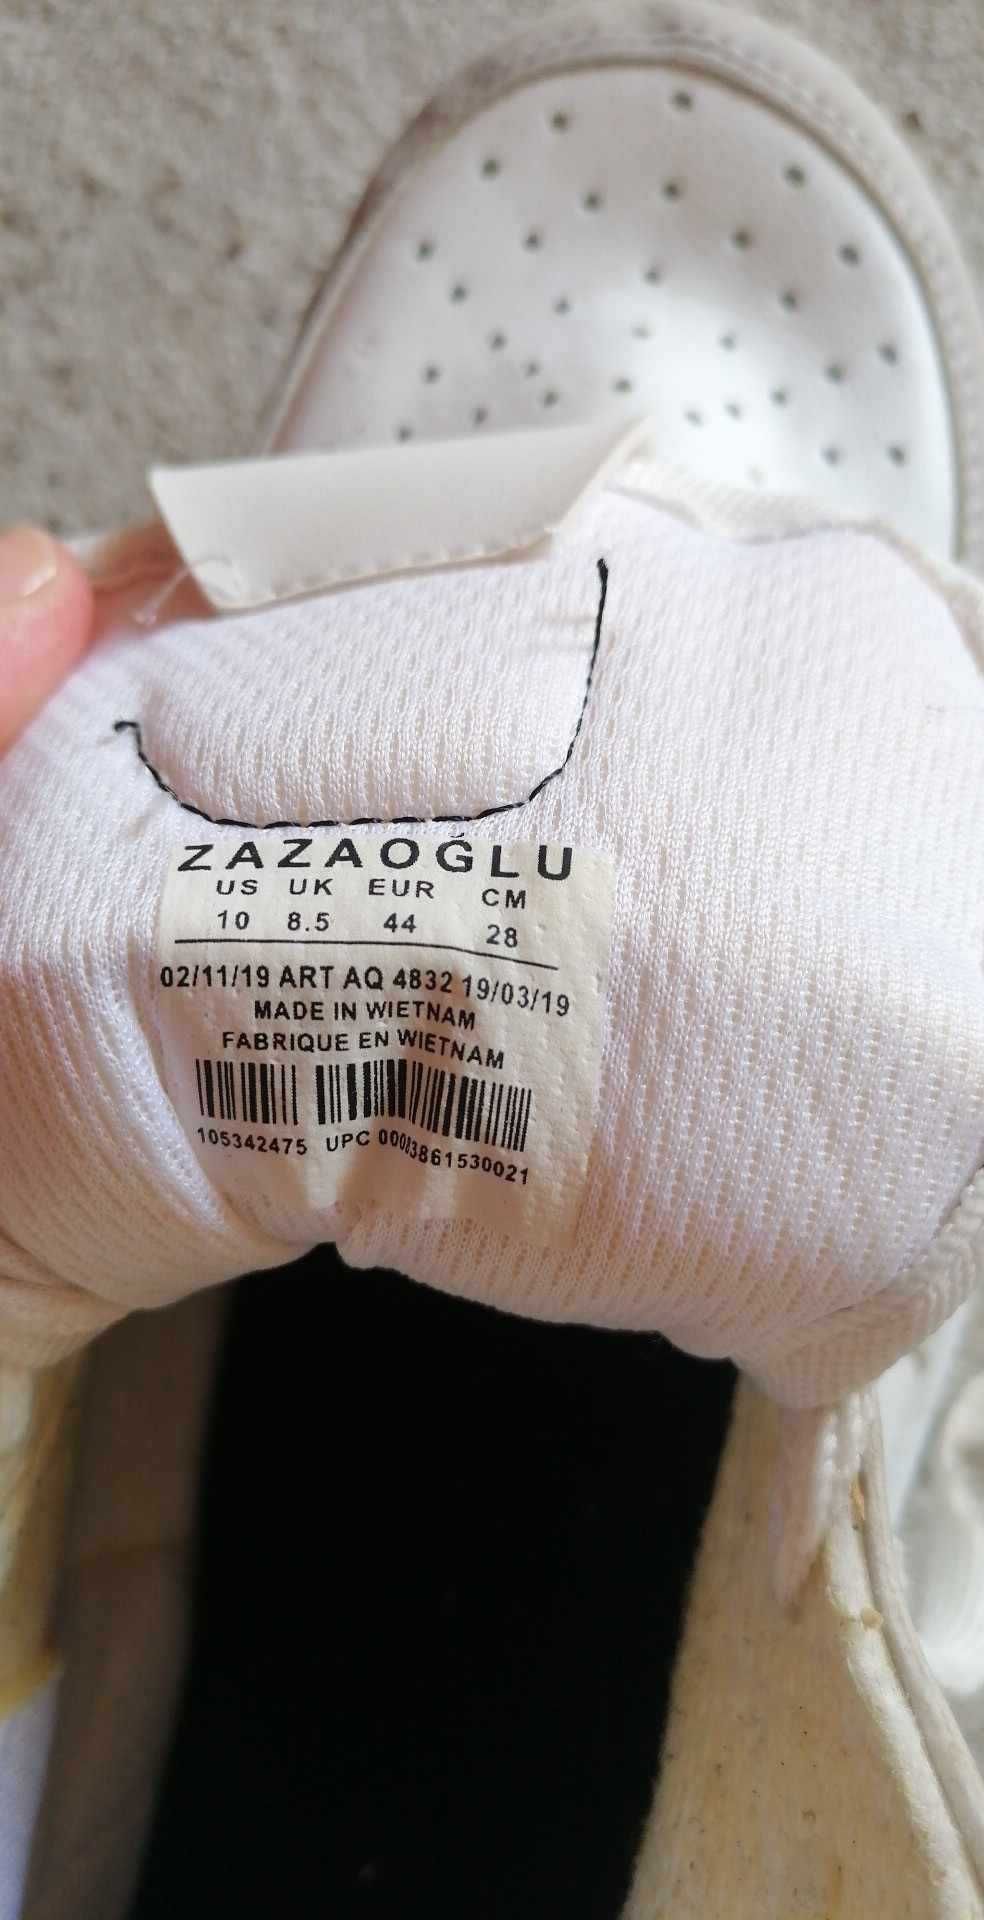 ZAZAOĞLU
US UK EUR CM
10 8.5 44 28
02/11/19 ART AQ 4832 19/03/19
MADE IN WIETNAM
FABRIQUE EN WIETNAM
105342475 UPC 00083861530021